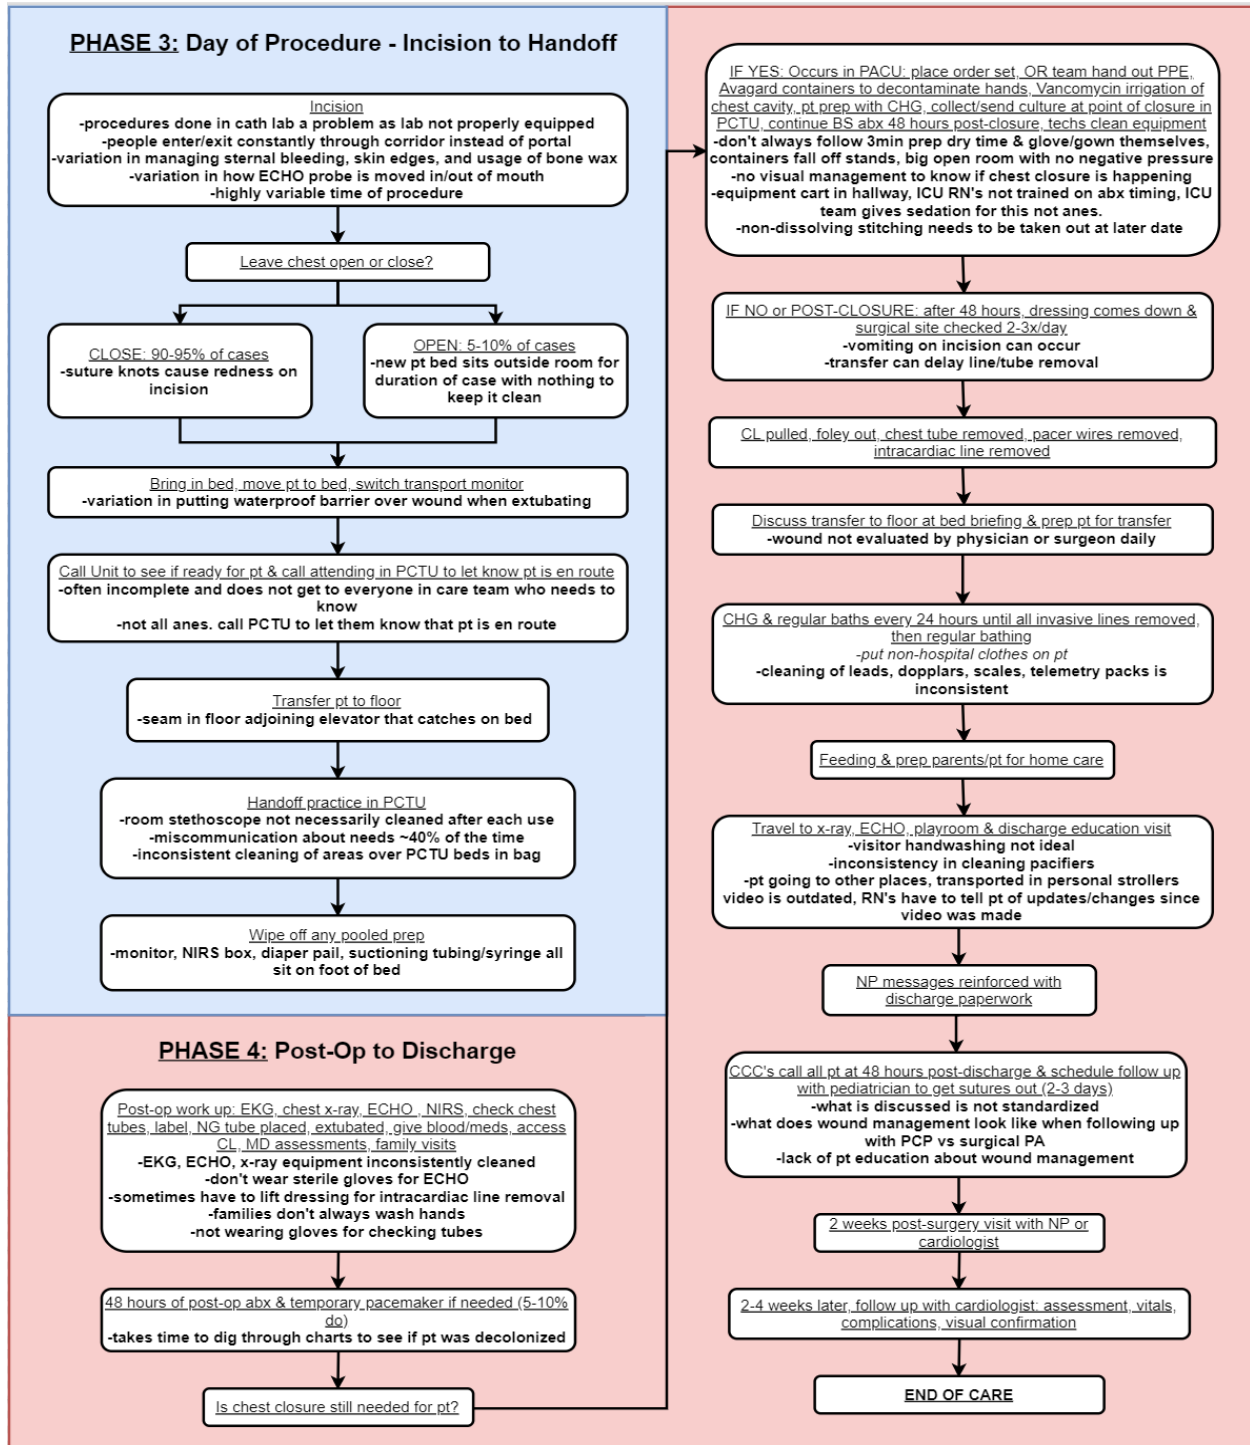 PHASE 3: Day of Procedure - Incision to Handoff
Incision
-procedures done in cath lab a problem as lab not properly equipped
-people enter/exit constantly through corridor instead of portal
-variation in managing sternal bleeding, skin edges, and usage of bone wax
-variation in how ECHO probe is moved in/out of mouth
-highly variable time of procedure
Leave chest open or close?
CLOSE: 90-95% of cases
-suture knots cause redness on
incision
OPEN: 5-10% of cases
-new pt bed sits outside room for
duration of case with nothing to
keep it clean
Bring in bed, move pt to bed, switch transport monitor
-variation in putting waterproof barrier over wound when extubating
Call Unit to see if ready for pt & call attending in PCTU to let know pt is en route
-often incomplete and does not get to everyone in care team who needs to
know
-not all anes. call PCTU to let them know that pt is en route
Transfer pt to floor
-seam in floor adjoining elevator that catches on bed
Handoff practice in PCTU
-room stethoscope not necessarily cleaned after each use
-miscommunication about needs ~40% of the time
-inconsistent cleaning of areas over PCTU beds in bag
Wipe off any pooled prep
-monitor, NIRS box, diaper pail, suctioning tubing/syringe all
sit on foot of bed
PHASE 4: Post-Op to Discharge
Post-op work up: EKG, chest x-ray, ECHO , NIRS, check chest
tubes, label, NG tube placed, extubated, give blood/meds, access
CL, MD assessments, family visits
-EKG, ECHO, x-ray equipment inconsistently cleaned
-don't wear sterile gloves for ECHO
-sometimes have to lift dressing for intracardiac line removal
-families don't always wash hands
-not wearing gloves for checking tubes
48 hours of post-op abx & temporary pacemaker if needed (5-10%
do)
-takes time to dig through charts to see if pt was decolonized
Is chest closure still needed for pt?
IF YES: Occurs in PACU: place order set, OR team hand out PPE,
Avagard containers to decontaminate hands, Vancomycin irrigation of
chest cavity, pt prep with CHG, collect/send culture at point of closure in
PCTU, continue BS abx 48 hours post-closure, techs clean equipment
-don't always follow 3min prep dry time & glove/gown themselves,
containers fall off stands, big open room with no negative pressure
-no visual management to know if chest closure is happening
-equipment cart in hallway, ICU RN's not trained on abx timing, ICU
team gives sedation for this not anes.
-non-dissolving stitching needs to be taken out at later date
IF NO or POST-CLOSURE: after 48 hours, dressing comes down &
surgical site checked 2-3x/day
-vomiting on incision can occur
-transfer can delay line/tube removal
CL pulled, foley out, chest tube removed, pacer wires removed,
intracardiac line removed
Discuss transfer to floor at bed briefing & prep pt for transfer
-wound not evaluated by physician or surgeon daily
CHG & regular baths every 24 hours until all invasive lines removed,
then regular bathing
-put non-hospital clothes on pt
-cleaning of leads, dopplars, scales, telemetry packs is
inconsistent
Feeding & prep parents/pt for home care
Travel to x-ray, ECHO, playroom & discharge education visit
-visitor handwashing not ideal
-inconsistency in cleaning pacifiers
-pt going to other places, transported in personal strollers
video is outdated, RN's have to tell pt of updates/changes since
video was made
NP messages reinforced with
discharge paperwork
CCC's call all pt at 48 hours post-discharge & schedule follow up
with pediatrician to get sutures out (2-3 days)
-what is discussed is not standardized
-what does wound management look like when following up
with PCP vs surgical PA
-lack of pt education about wound management
2 weeks post-surgery visit with NP or
cardiologist
2-4 weeks later, follow up with cardiologist: assessment, vitals,
complications, visual confirmation
END OF CARE